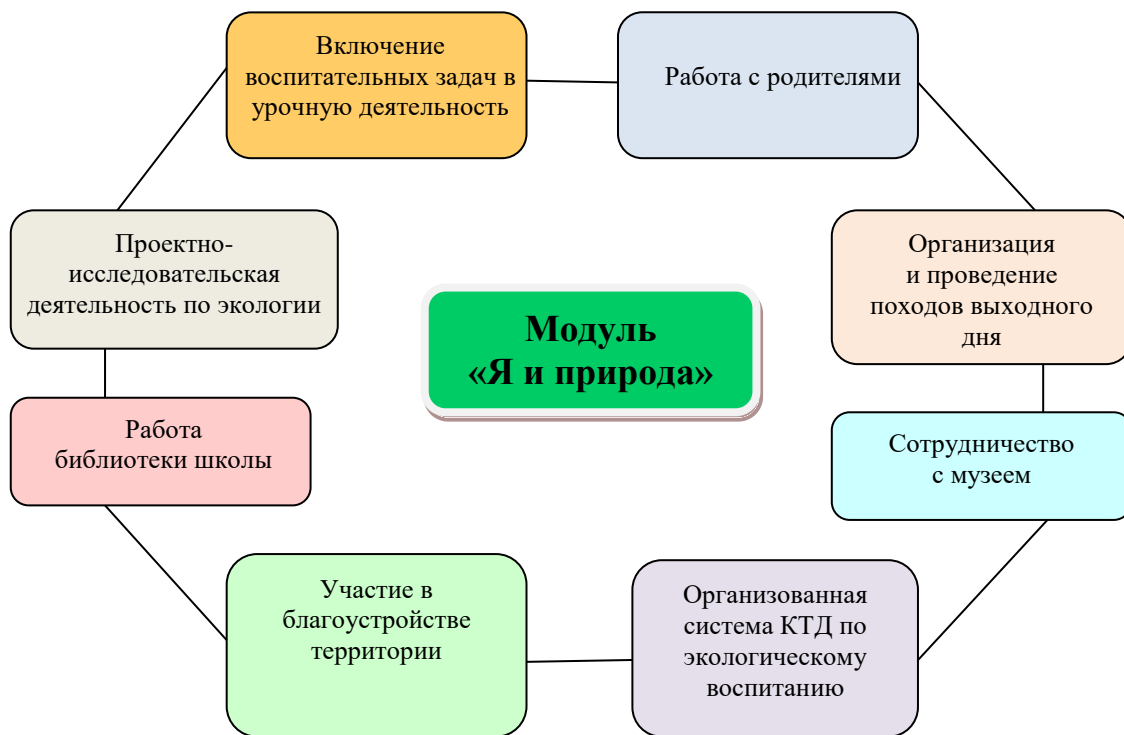 Включение
воспитательных задач в
урочную деятельность
Работа с родителями
Проектно-
исследовательская
деятельность по экологии
Организация
и проведение
походов выходного
дня
Модуль
«Я и природа»
Работа
библиотеки школы
Сотрудничество
с музеем
Участие в
благоустройстве
территории
Организованная
система КТД по
экологическому
воспитанию